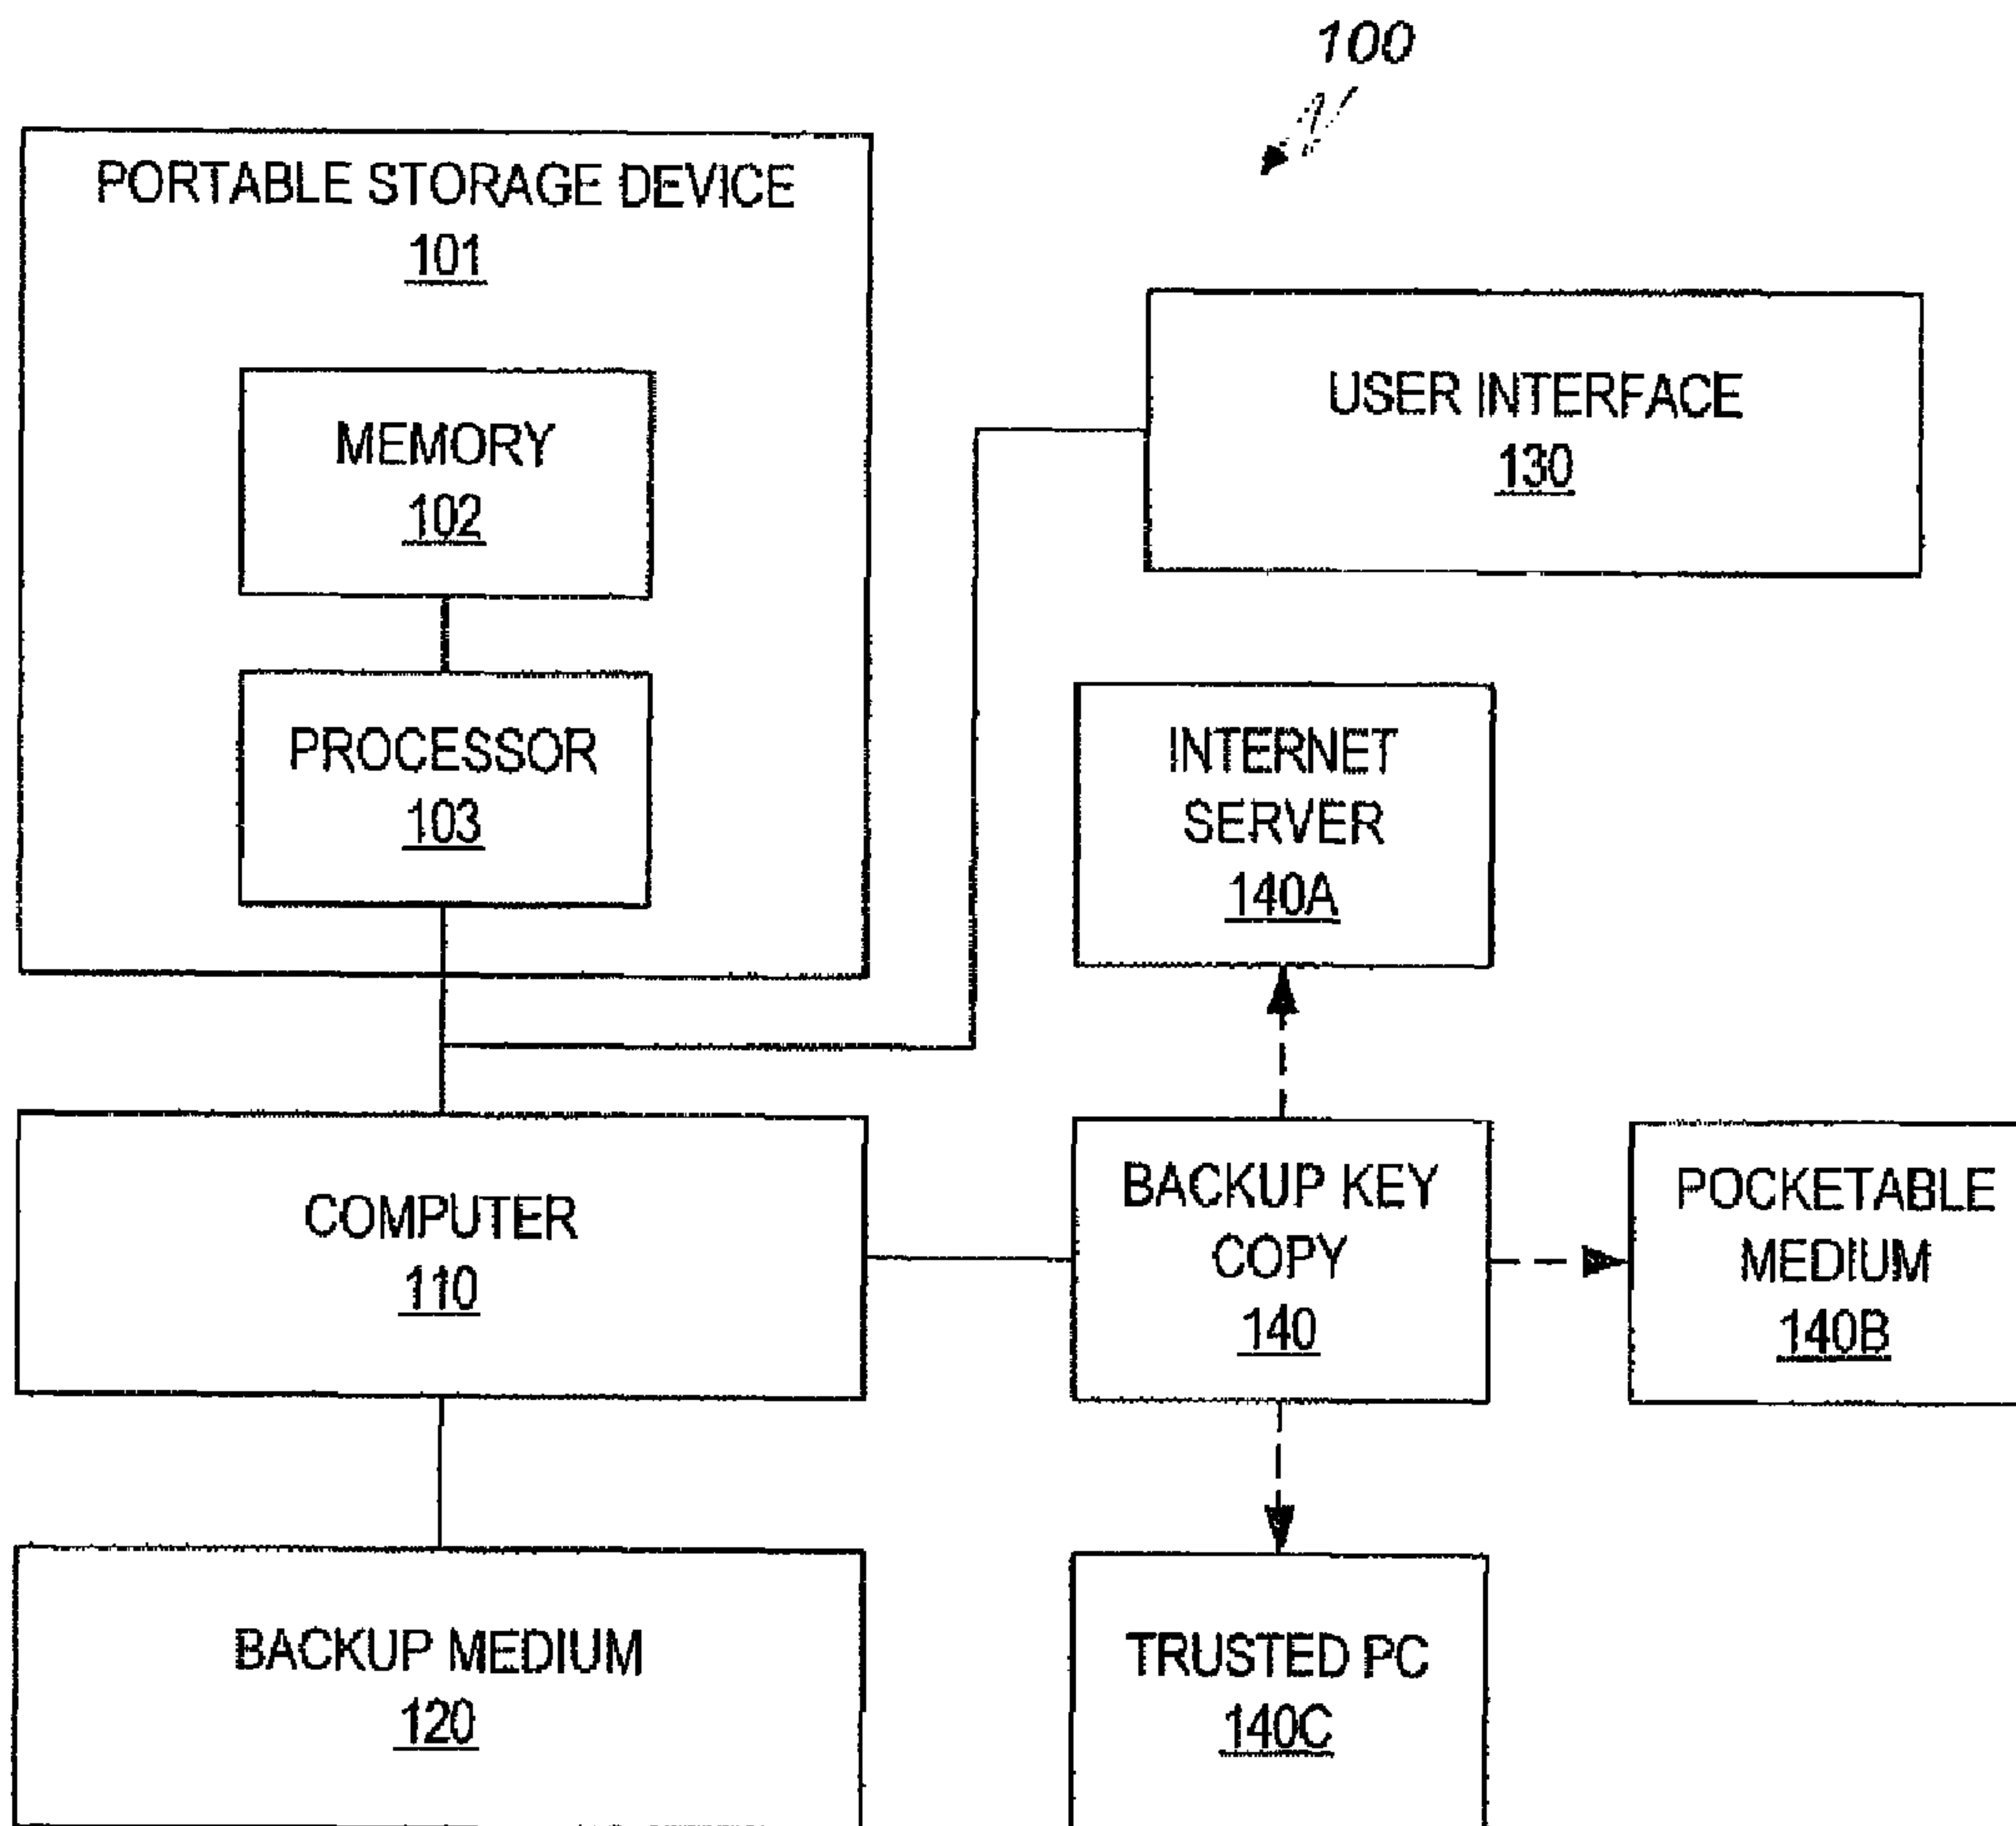 100
PORTABLE STORAGE DEVICE
101
MEMORY
102
PROCESSOR
103
USER INTERFACE
130
INTERNET
SERVER
140A
COMPUTER
110
BACKUP KEY
COPY
140
POCKETABLE
MEDIUM
140B
BACKUP MEDIUM
120
TRUSTED PC
140C